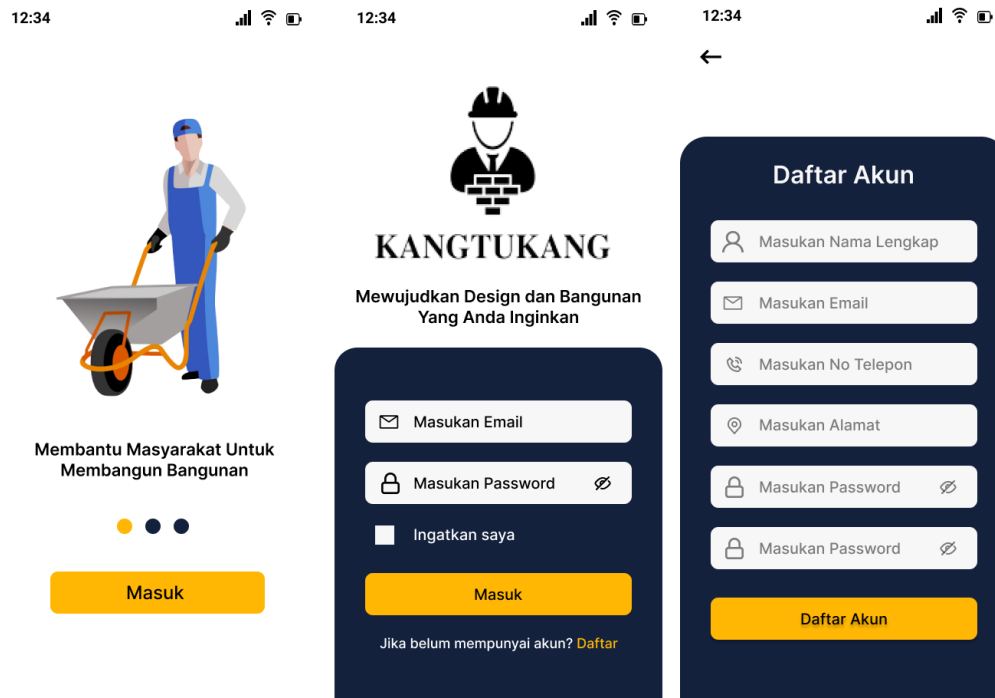 12:34
Membantu Masyarakat Untuk
Membangun Bangunan
Masuk
12:34
KANGTUKANG
Mewujudkan Design dan Bangunan
Yang Anda Inginkan
Masukan Email
Masukan Password
Ingatkan saya
Masuk
Jika belum mempunyai akun? Daftar
12:34
Daftar Akun
Masukan Nama Lengkap
Masukan Email
Masukan No Telepon
Masukan Alamat
Masukan Password
Masukan Password
Daftar Akun